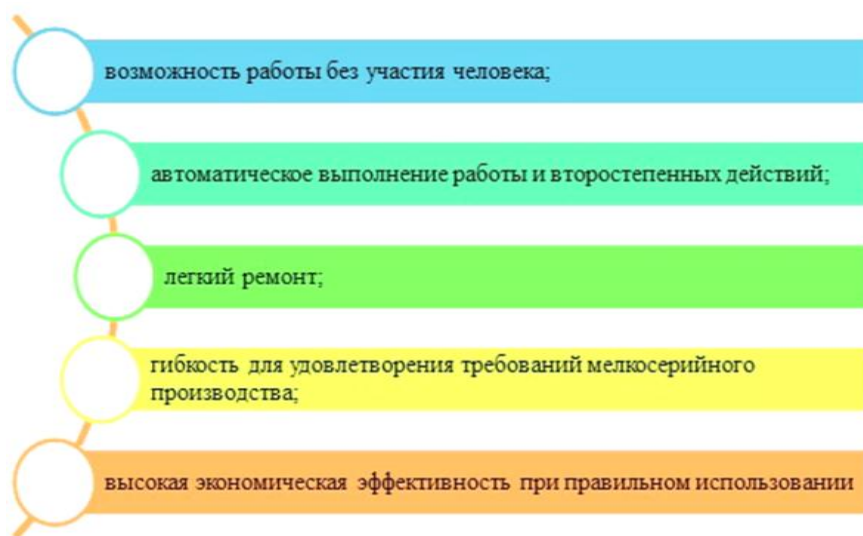 возможность работы без участия человека;
автоматическое выполнение работы и второстепенных действий;
легкий ремонт;
гибкость для удовлетворения требований мелкосерийного
производства;
высокая экономическая эффективность при правильном использовании